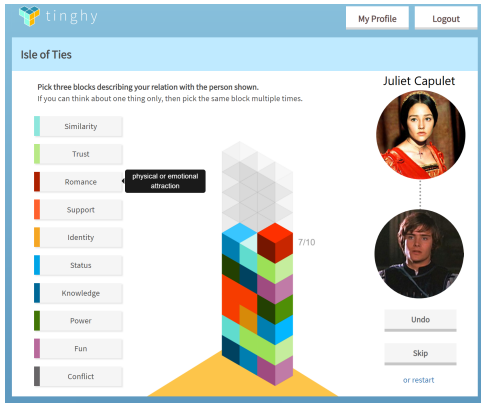 tinghy
My Profile
Logout
Isle of Ties
Pick three blocks describing your relation with the person shown.
If you can think about one thing only, then pick the same block multiple times.
Juliet Capulet
Similarity
Trust
Romance
physical or emotional
attraction
Support
Identity
Status
Knowledge
Power
Fun
Conflict
7/10
Undo
Skip
or restart